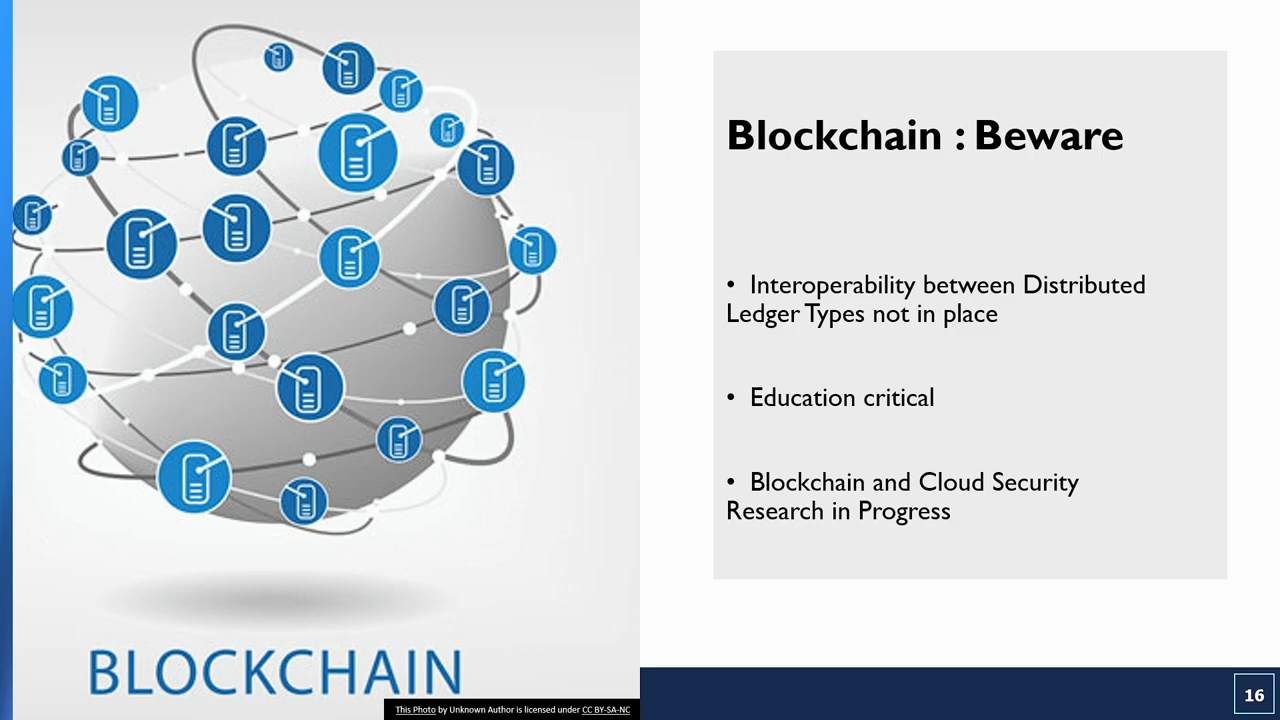 Blockchain : Beware
• Interoperability between Distributed
Ledger Types not in place
• Education critical
• Blockchain and Cloud Security
Research in Progress
BLOCKCHAIN
This Photo by Unknown Author is licensed under CC BY-SA-NC
16